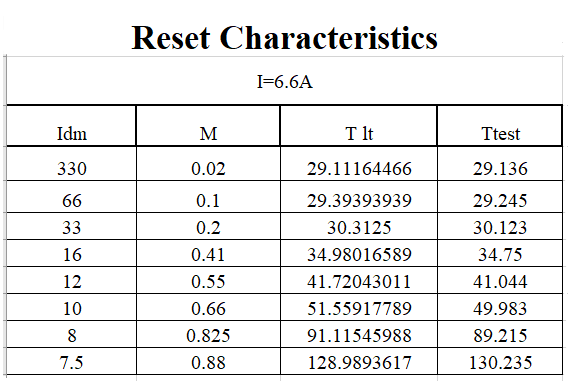 Reset Characteristics
I=6.6A
Idm M T lt Ttest
330 0.02 29.11164466 29.136
66 0.1 29.39393939 29.245
33 0.2 30.3125 30.123
16 0.41 34.98016589 34.75
12 0.55 41.72043011 41.044
10 0.66 51.55917789 49.983
8 0.825 91.11545988 89.215
7.5 0.88 128.9893617 130.235